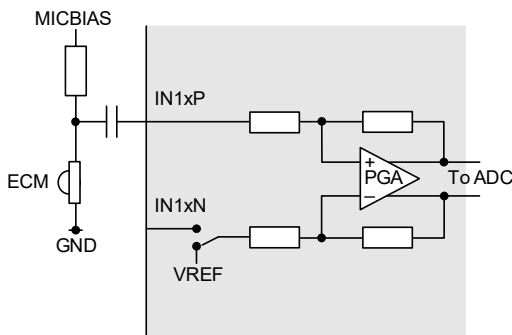 MICBIAS
IN1xP
+
PGA
−
To ADC
ECM
IN1xN
GND
VREF